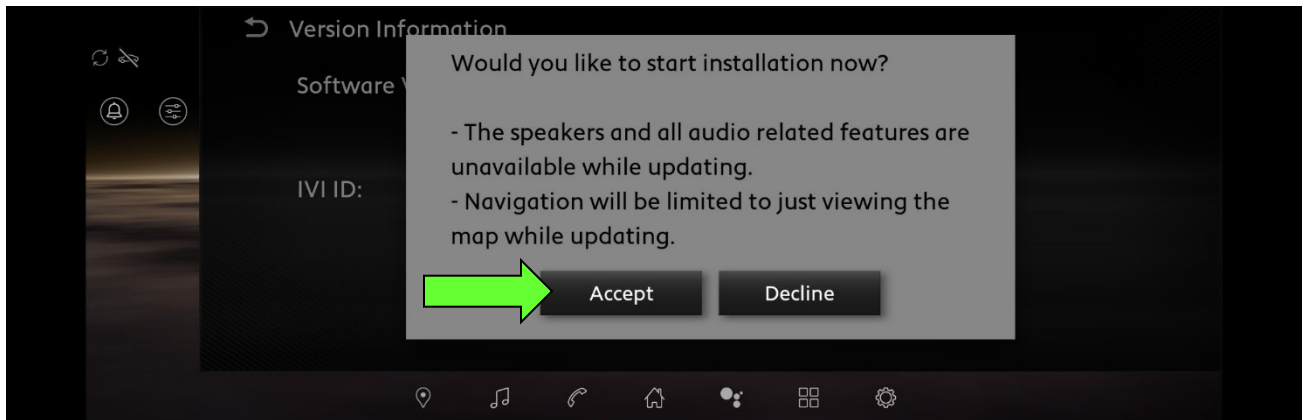 Version Information
Software V
IVI ID:
Would you like to start installation now?
- The speakers and all audio related features are
unavailable while updating.
- Navigation will be limited to just viewing the
map while updating.
Accept
Decline